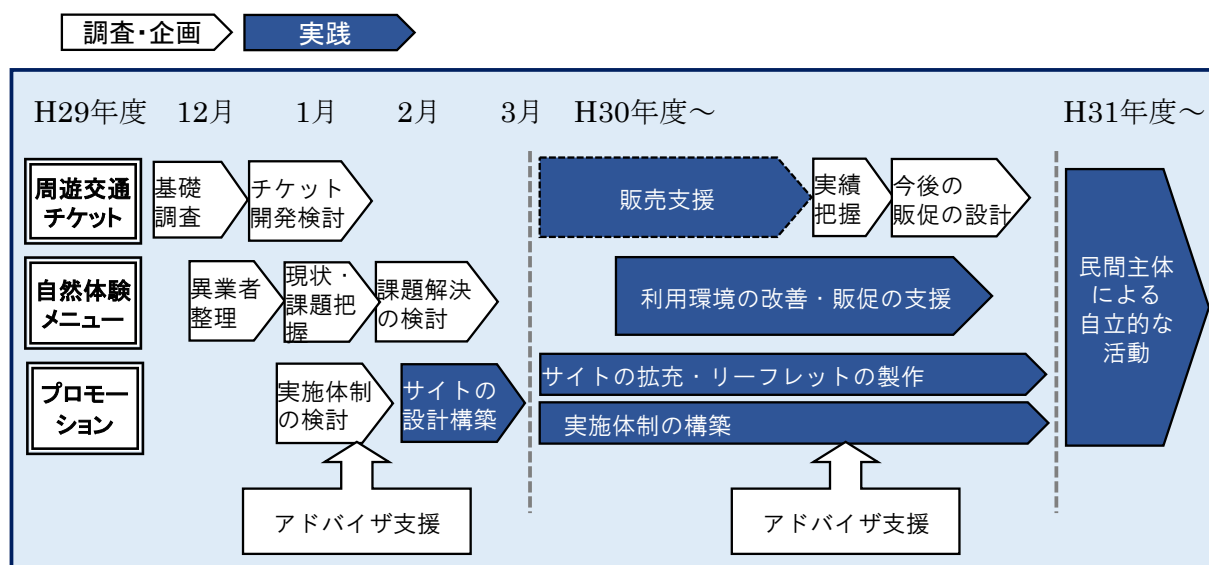 調査・企画
実践
H29年度
12月
1月
2月
3月
H30年度～
H31年度～
周遊交通
チケット
基礎
調査
チケット
開発検討
販売支援
実績
把握
今後の
販促の設計
自然体験
メニュー
異業者
整理
現状・
課題把
握
課題解決
の検討
利用環境の改善・販促の支援
プロモー
ション
実施体制
の検討
サイトの
設計構築
サイトの拡充・リーフレットの製作
実施体制の構築
民間主体
による
自立的な
活動
アドバイザ支援
アドバイザ支援